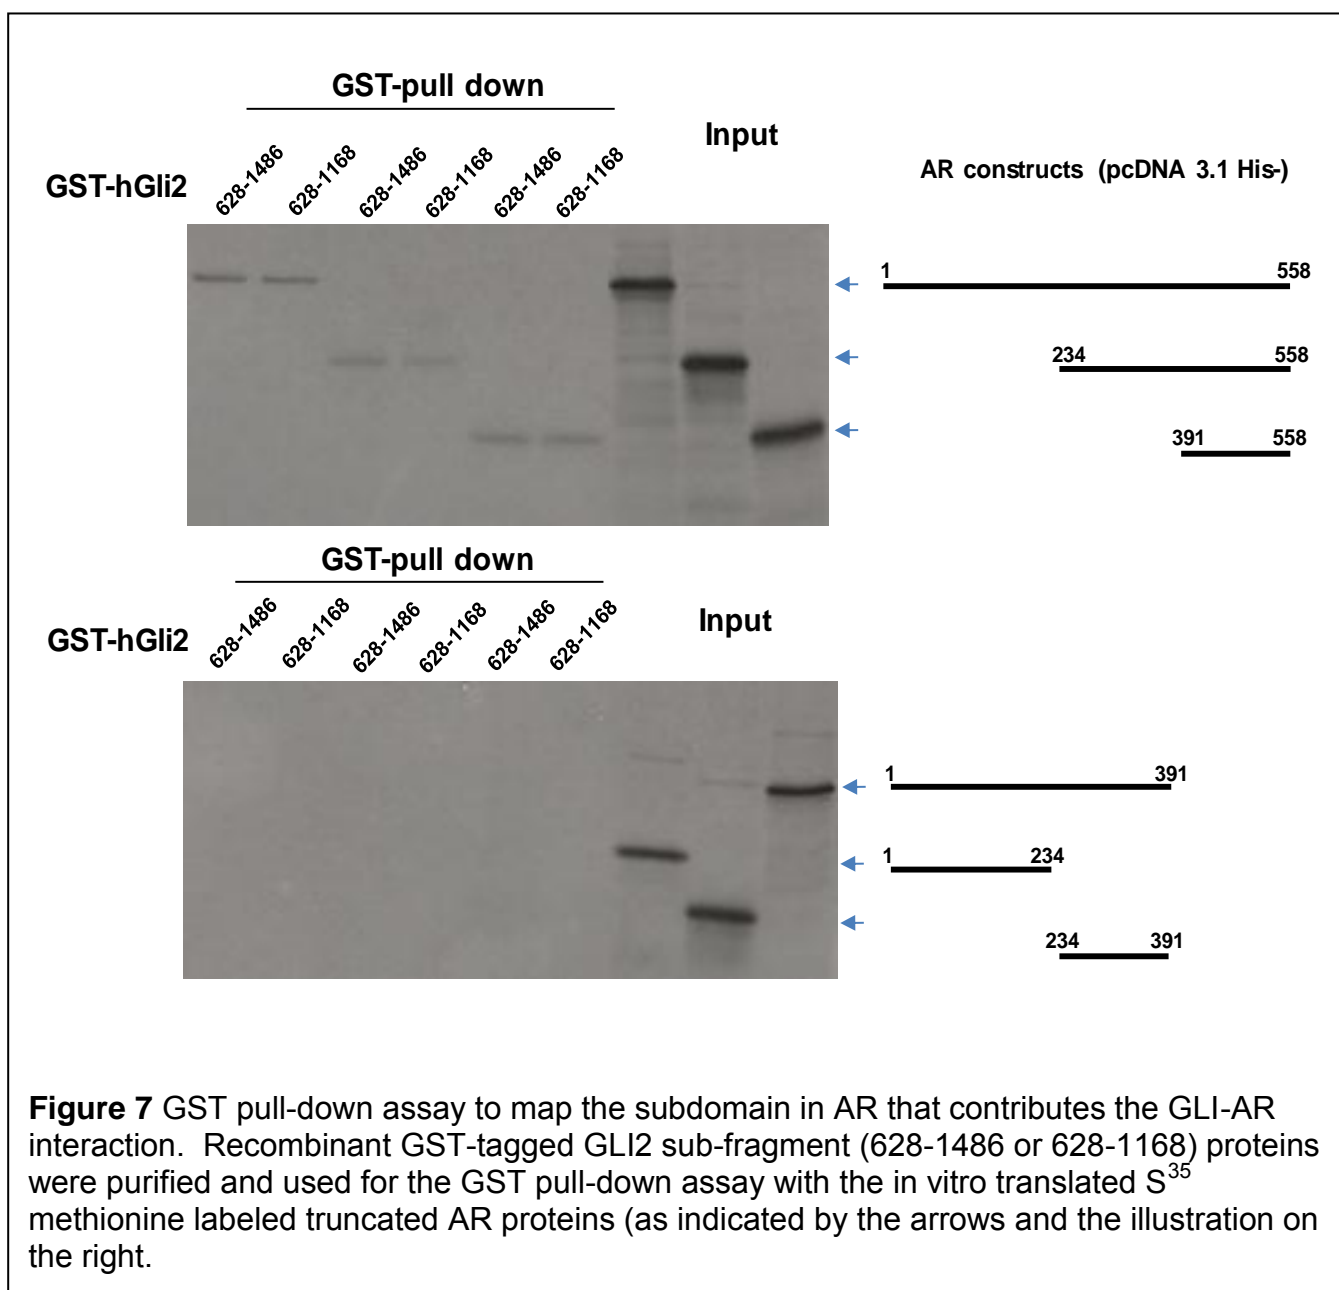 GST-pull down
Input
GST-hGli2
628-1486 628-1168 628-1486 628-1168 628-1486 628-1168
AR constructs (pcDNA 3.1 His-)
1 558
234 558
391 558
GST-pull down
Input
GST-hGli2
628-1486 628-1168 628-1486 628-1168 628-1486 628-1168
1 391
1 234
234 391
Figure 7 GST pull-down assay to map the subdomain in AR that contributes the GLI-AR
interaction.  Recombinant GST-tagged GLI2 sub-fragment (628-1486 or 628-1168) proteins
were purified and used for the GST pull-down assay with the in vitro translated S35
methionine labeled truncated AR proteins (as indicated by the arrows and the illustration on
the right.